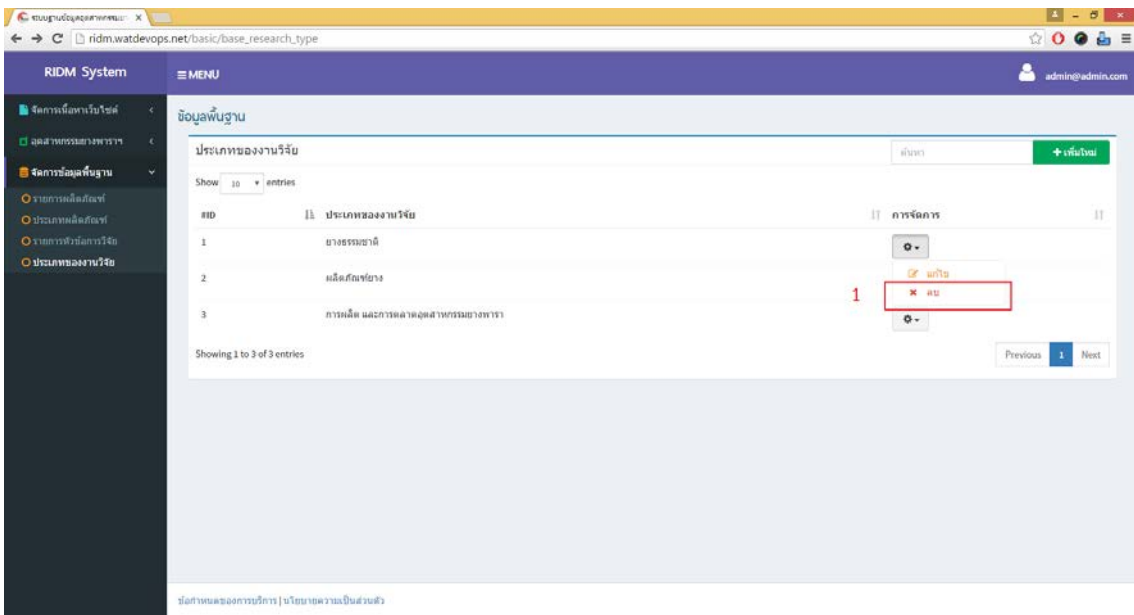 ระบบฐานข้อมูลอุตสาหกรรมย
ridm.watdevops.net/basic/base_research_type
RIDM System
MENU
admin@admin.com
จัดการเนื้อหาเว็บไซต์
อุตสาหกรรมยางพาราฯ
จัดการข้อมูลพื้นฐาน
รายการผลิตภัณฑ์
ประเภทผลิตภัณฑ์
รายการหัวข้อการวิจัย
ประเภทของงานวิจัย
ข้อมูลพื้นฐาน
ประเภทของงานวิจัย
ค้นหา
+ เพิ่มใหม่
Show 10 entries
#ID ประเภทของงานวิจัย การจัดการ
1 ยางธรรมชาติ
2 ผลิตภัณฑ์ยาง
แก้ไข
1 ลบ
3 การผลิต และการตลาดอุตสาหกรรมยางพารา
Showing 1 to 3 of 3 entries
Previous 1 Next
ข้อกำหนดของการบริการ | นโยบายความเป็นส่วนตัว